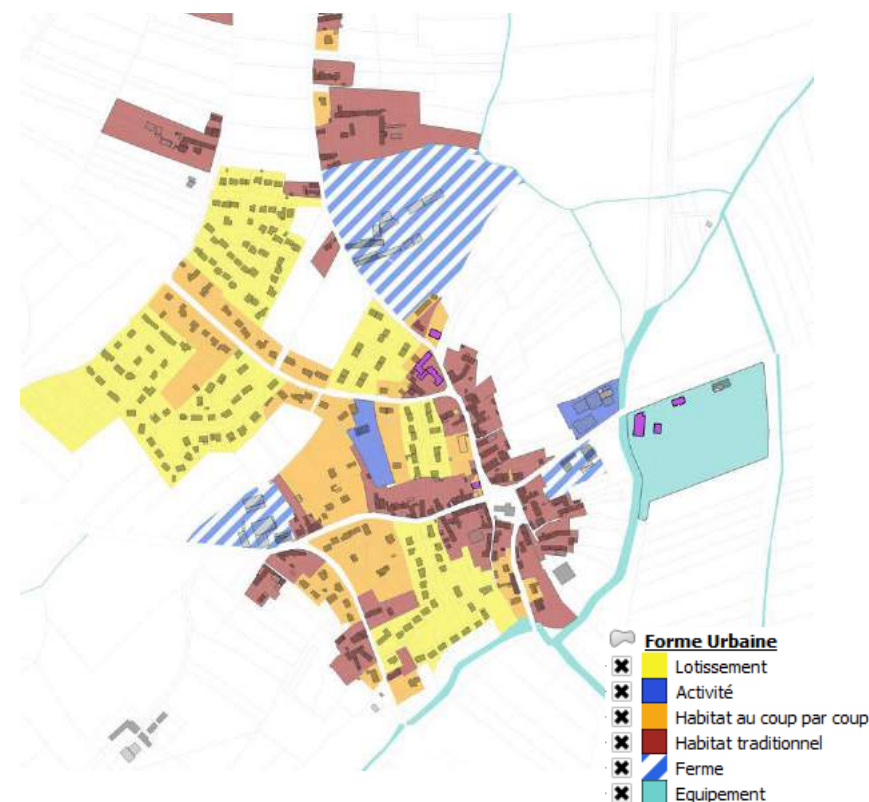 Forme Urbaine
Lotissement
Activité
Habitat au coup par coup
Habitat traditionnel
Ferme
Equipement